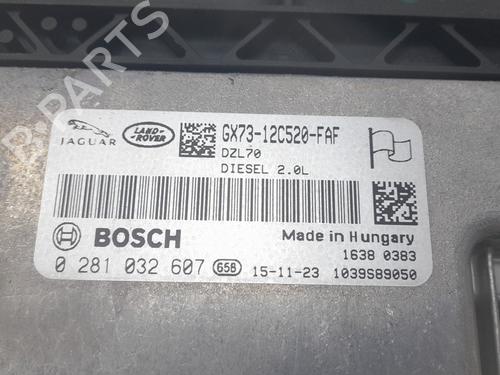 JAGUAR
LAND-
ROVER
GX73-12C520-FAF
DZL70
DIESEL 2.0L
BOSCH
Made in Hungary
1638 0383
0 281 032 607 658 15-11-23 1039S89050
B-PARTS